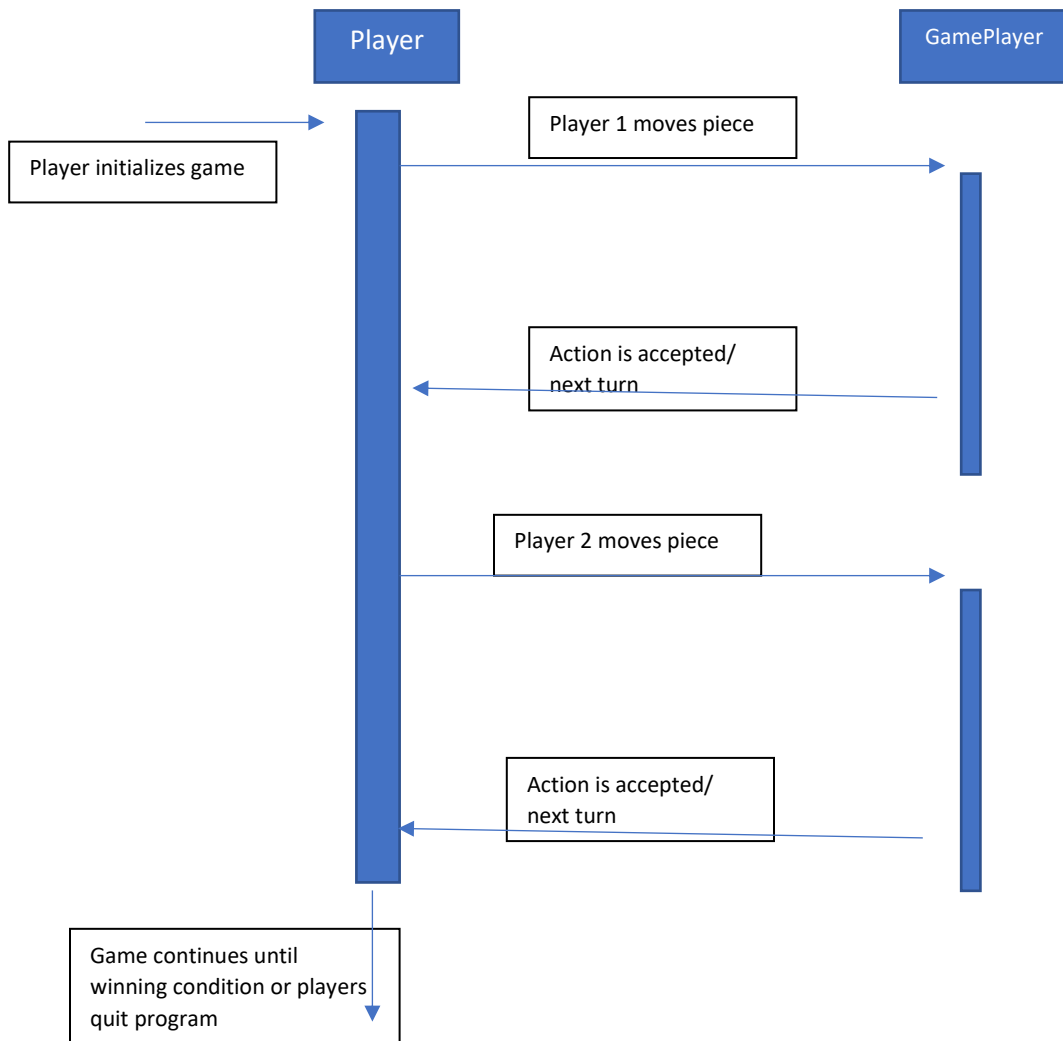 Player
GamePlayer
Player initializes game
Player 1 moves piece
Action is accepted/
next turn
Player 2 moves piece
Action is accepted/
next turn
Game continues until
winning condition or players
quit program